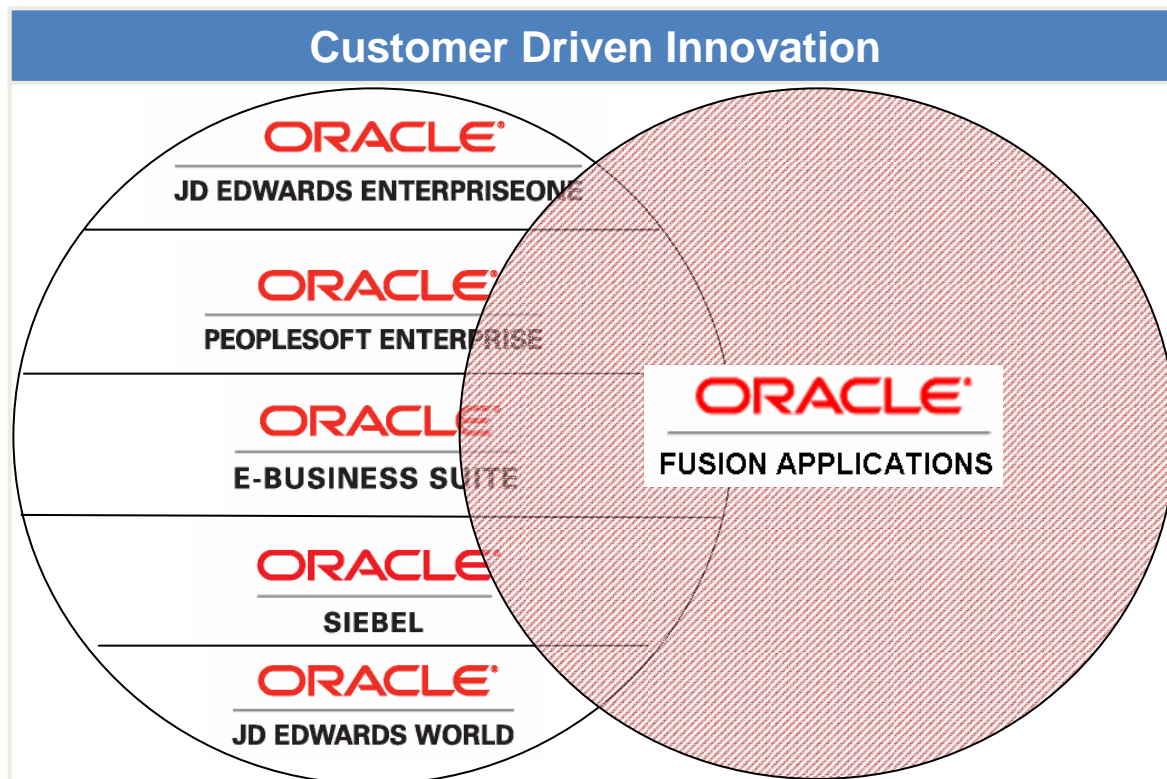 Customer Driven Innovation
ORACLE®
JD EDWARDS ENTERPRISEONE
ORACLE®
PEOPLESOFT ENTERPRISE
ORACLE®
E-BUSINESS SUITE
ORACLE®
FUSION APPLICATIONS
ORACLE®
SIEBEL
ORACLE®
JD EDWARDS WORLD